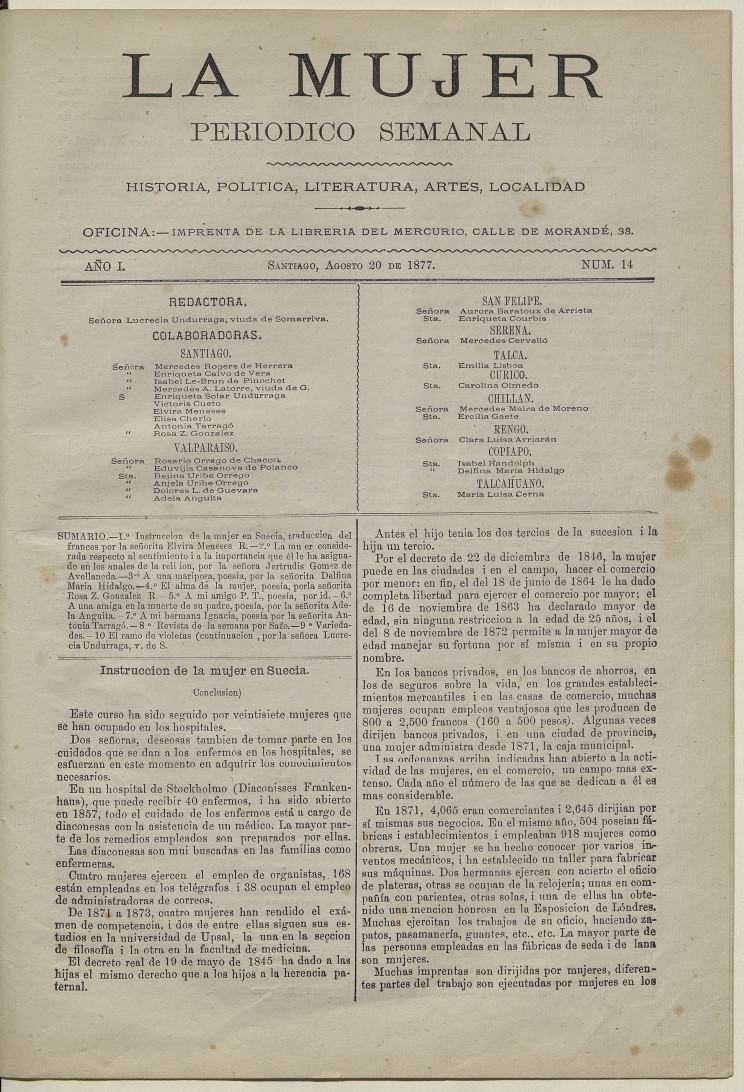 LA MUJER
PERIODICO SEMANAL
HISTORIA, POLITICA, LITERATURA, ARTES, LOCALIDAD
OFICINA:—IMPRENTA DE LA LIBRERIA DEL MERCURIO, CALLE DE MORANDÉ, 38.
AÑO I. SANTIAGO, AGOSTO 20 DE 1877. NUM. 14
REDACTORA.
Señora Lucrecia Undurraga, viuda de Somarriva.
COLABORADORAS.
SANTIAGO.
Señora Mercedes Rogers de Herrera
“ Enriqueta Calvo de Vera
“ Isabel Le-Brun de Pinochet
“ Mercedes A. Latorre, viuda de G.
S Enriqueta Solar Undurraga
Victoria Cueto
Elvira Meneses
Elisa Cherlo
Antonia Tarragó
“ Rosa Z. Gonzalez
VALPARAISO.
Señora Rosario Orrego de Chacon
“ Eduvijis Casanova de Polanco
Sta. Rejina Uribe Orrego
“ Anjela Uribe Orrego
“ Dolores L. de Guevara
“ Adela Anguita
SAN FELIPE.
Señora Aurora Baratoux de Arrieta
Sta. Enriqueta Courbis
SERENA.
Señora Mercedes Cervelló
TALCA.
Sta. Emilia Lisboa
CURICO.
Sta. Carolina Olmedo
CHILLAN.
Señora Mercedes Maira de Moreno
Sta. Ercilia Gaete
RENGO.
Señora Clara Luisa Arriarán
COPIAPO.
Sta. Isabel Randolph
“ Delfina María Hidalgo
TALCAHUANO.
Sta. María Luisa Cerna
SUMARIO.—1.º Instruccion de la mujer en Suecia, traduccion del
frances por la señorita Elvira Meneses R.—2.º La mu er conside-
rada respecto al sentimiento i a la importancia que él le ha asigna-
do en los anales de la reli ion, por la señora Jertrudis Gomez de
Avellaneda.—3º A una maripoza, poesía, por la señorita Delfina
María Hidalgo.—4.º El alma de la mujer, poesía, porla señorita
Rosa Z. Gonzalez R —5.º A mi amigo P. T., poesía, por id.—6.º
A una amiga en la muerte de su padre, poesía, por la señorita Ade-
la Anguita.—7.º A mi hermana Ignacia, poesía por la señorita An-
tonia Tarragó.—8 º Revista de la semana por Safo.—9 º Varieda-
des.—10 El ramo de violetas (continuacion , por la señora Lucre-
cia Undurraga, v. de S.
Instruccion de la mujer en Suecia.
Conclusion)
Este curso ha sido seguido por veintisiete mujeres que
se han ocupado en los hospitales.
Dos señoras, deseosas tambien de tomar parte en los
cuidados que se dan a los enfermos en los hospitales, se
esfuerzan en este momento en adquirir los conocimientos
necesarios.
En un hospital de Stockholmo (Diaconisses Franken-
haus), que puede recibir 40 enfermos, i ha sido abierto
en 1857, todo el cuidado de los enfermos está a cargo de
diaconesas con la asistencia de un médico. La mayor par-
te de los remedios empleados son preparados por ellas.
Las diaconesas son mui buscadas en las familias como
enfermeras.
Cuatro mujeres ejercen el empleo de organistas, 168
están empleadas en los telégrafos i 38 ocupan el empleo
de administradoras de correos.
De 1871 a 1873, cuatro mujeres han rendido el exá-
men de competencia, i dos de entre ellas siguen sus es-
tudios en la universidad de Upsal, la una en la seccion
de filosofía i la otra en la facultad de medicina.
El decreto real de 19 de mayo de 1845 ha dado a las
hijas el mismo derecho que a los hijos a la herencia pa-
ternal.
Antes el hijo tenia los dos tercios de la sucesion i la
hija un tercio.
Por el decreto de 22 de diciembre de 1846, la mujer
puede en las ciudades i en el campo, hacer el comercio
por menor: en fin, el del 18 de junio de 1864 le ha dado
completa libertad para ejercer el comercio por mayor; el
de 16 de noviembre de 1863 ha declarado mayor de
edad, sin ninguna restriccion a la edad de 25 años, i el
del 8 de noviembre de 1872 permite a la mujer mayor de
edad manejar su fortuna por sí misma i en su propio
nombre.
En los bancos privados, en los bancos de ahorros, en
los de seguros sobre la vida, en los grandes estableci-
mientos mercantiles i en las casas de comercio, muchas
mujeres ocupan empleos ventajosos que les producen de
800 a 2,500 francos (160 a 500 pesos). Algunas veces
dirijen bancos privados, i en una ciudad de provincia,
una mujer administra desde 1871, la caja municipal.
Las ordenanzas arriba indicadas han abierto a la acti-
vidad de las mujeres, en el comercio, un campo mas ex-
tenso. Cada año el número de las que se dedican a él es
mas considerable.
En 1871, 4,065 eran comerciantes i 2,645 dirijian por
sí mismas sus negocios. En el mismo año, 504 poseian fá-
bricas i establecimientos i empleaban 918 mujeres como
obreras. Una mujer se ha hecho conocer por varios in-
ventos mecánicos, i ha establecido un taller para fabricar
sus máquinas. Dos hermanas ejercen con acierto el oficio
de plateras, otras se ocupan de la relojería; unas en com-
pañía con parientes, otras solas, i una de ellas ha obte-
nido una mencion honrosa en la Esposicion de Lóndres.
Muchas ejercitan los trabajos de su oficio, haciendo za-
patos, pasamanería, guantes, etc., etc. La mayor parte de
las personas empleadas en las fábricas de seda i de lana
son mujeres.
Muchas imprentas son dirijidas por mujeres, diferen-
tes partes del trabajo son ejecutadas por mujeres en los